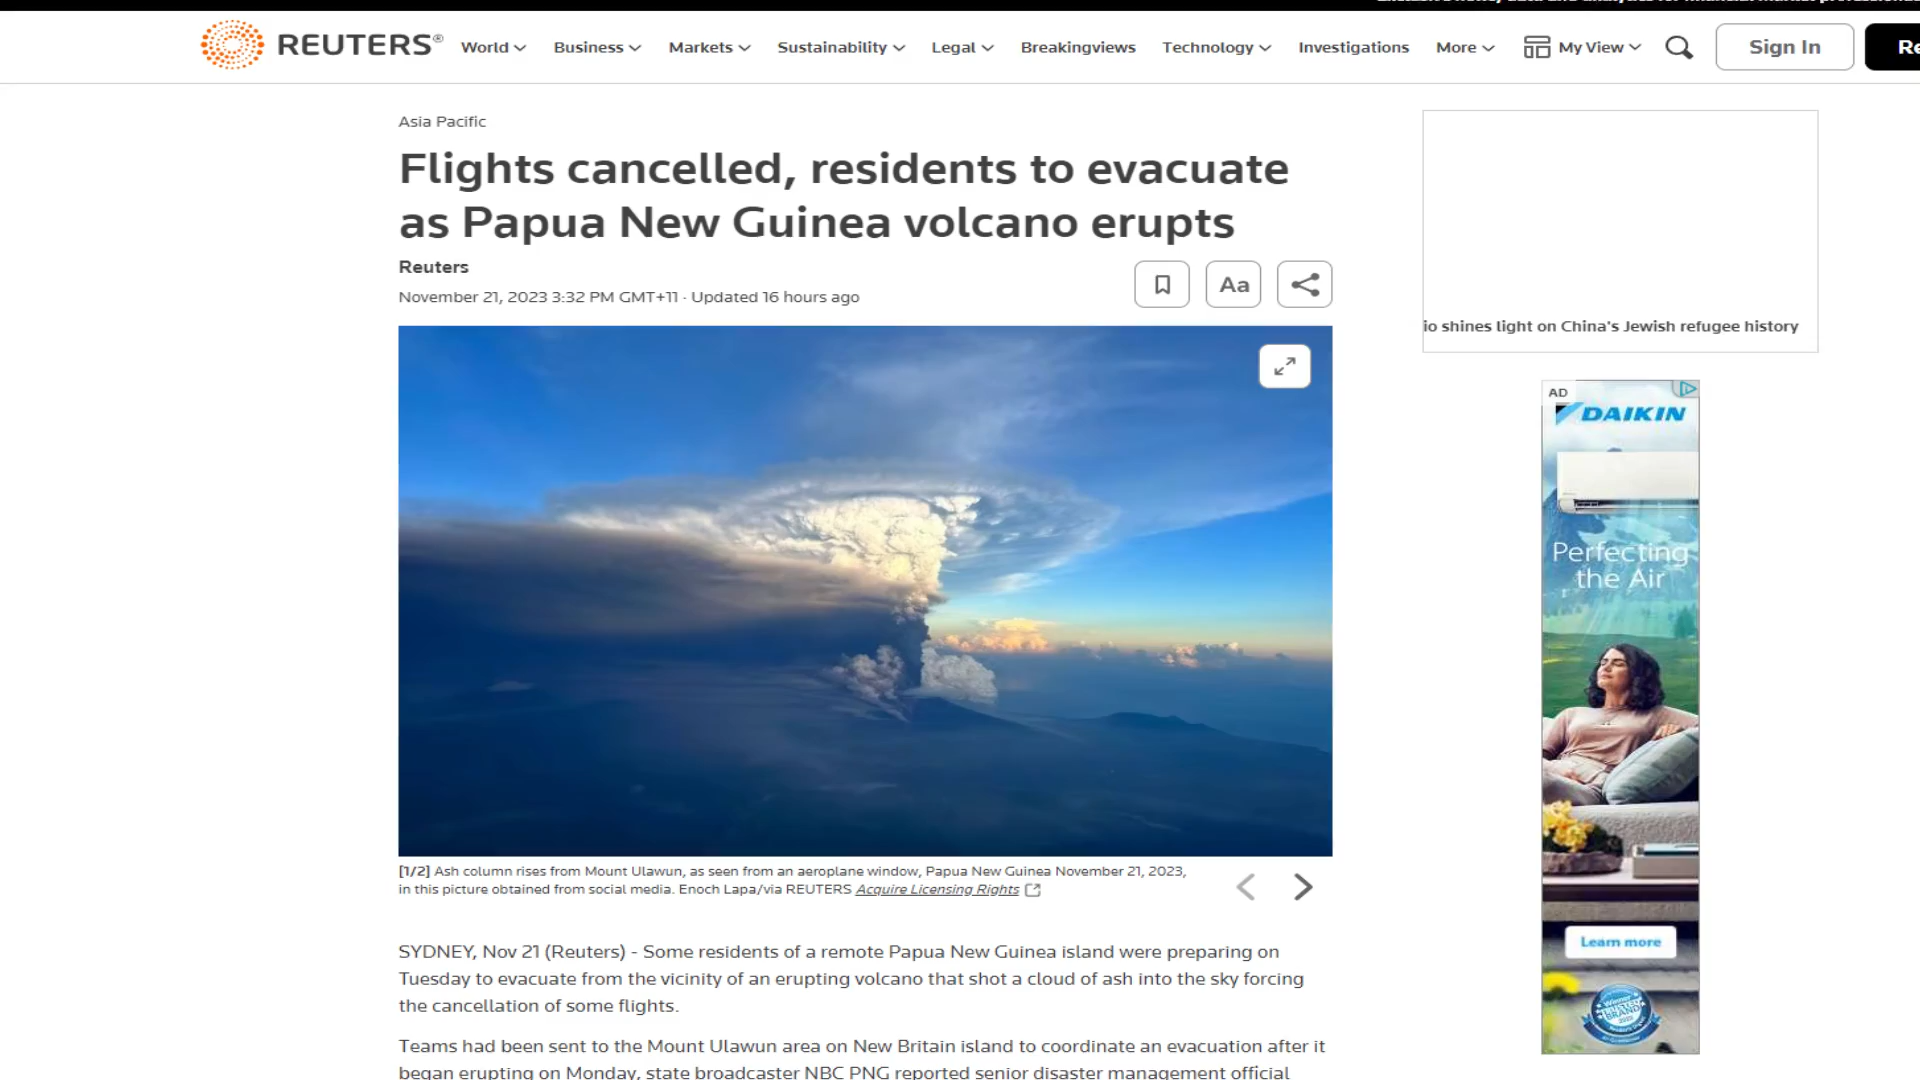 REUTERS®
World
Business
Markets
Sustainability
Legal
Breakingviews
Technology
Investigations
More
My View
Sign In
Asia Pacific
Flights cancelled, residents to evacuate
as Papua New Guinea volcano erupts
Reuters
November 21, 2023 3:32 PM GMT+11 · Updated 16 hours ago
Aa
[1/2] Ash column rises from Mount Ulawun, as seen from an aeroplane window, Papua New Guinea November 21, 2023,
in this picture obtained from social media. Enoch Lapa/via REUTERS Acquire Licensing Rights
SYDNEY, Nov 21 (Reuters) - Some residents of a remote Papua New Guinea island were preparing on
Tuesday to evacuate from the vicinity of an erupting volcano that shot a cloud of ash into the sky forcing
the cancellation of some flights.
Teams had been sent to the Mount Ulawun area on New Britain island to coordinate an evacuation after it
began erupting on Monday, state broadcaster NBC PNG reported senior disaster management official
io shines light on China's Jewish refugee history
AD
DAIKIN
Perfecting
the Air
Learn more
Winner
TRUSTED
BRAND